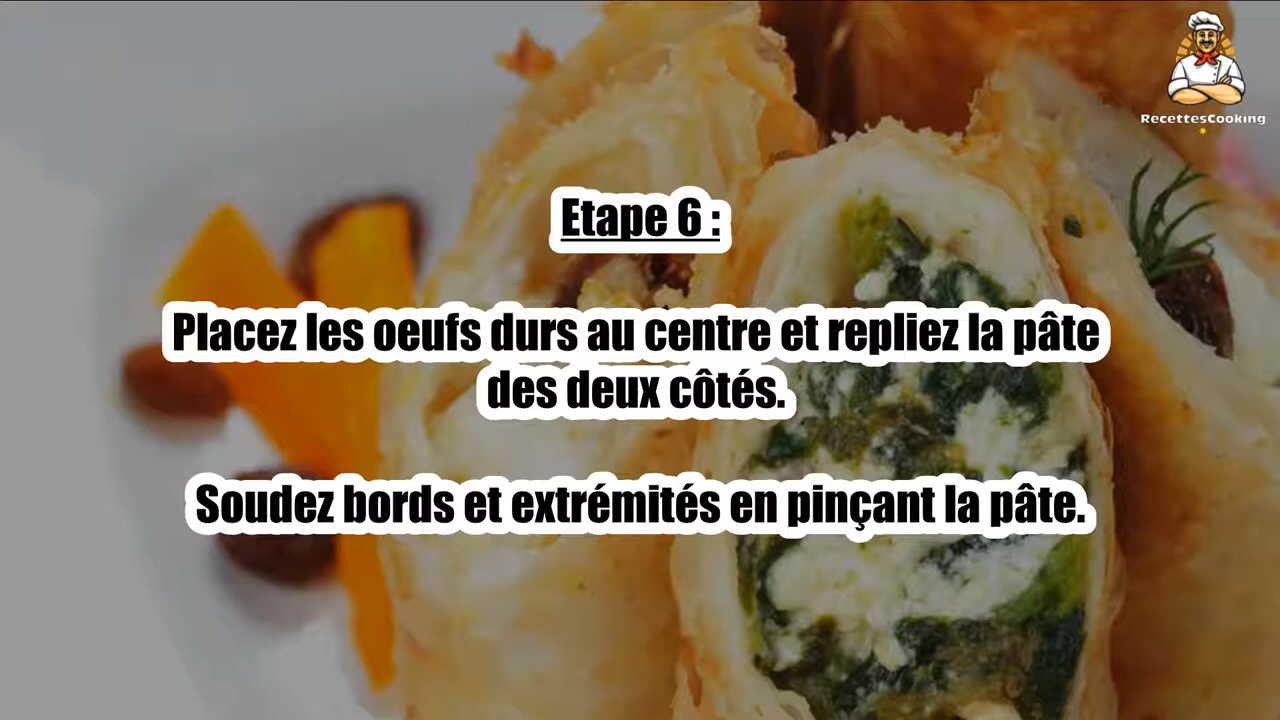 RecettesCooking
Etape 6 :
Placez les oeufs durs au centre et repliez la pâte
des deux côtés.
Soudez bords et extrémités en pinçant la pâte.